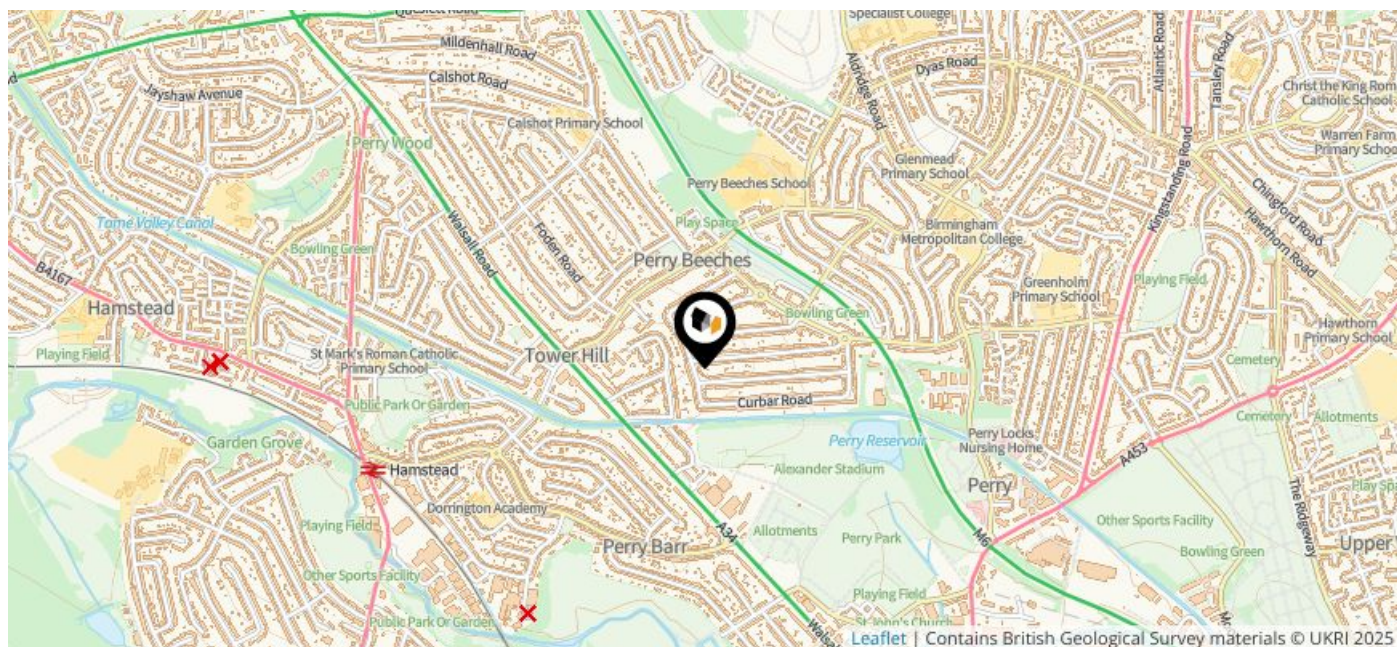 Queslett Road
Specialist College
Mildenhall Road
Atlantic Road
Tansley Road
Aldridge Road
Dyas Road
Calshot Road
Christ the King Rom
Catholic School
Jayshaw Avenue
Calshot Primary School
Warren Farm
Primary Schoo
Perry Wood
Glenmead
Primary School
Perry Beeches School
Kingstanding Road
Chingford Road
Tame Valley Canal
Walsall Road
Play Space
Birmingham
Metropolitan College
Hawthorn Road
Foden Road
Bowling Green
Perry Beeches
B4167
Greenholm
Primary School
Playing Field
Hamstead
Bowling Green
Hawthorn
Primary School
Playing Field
St Mark's Roman Catholic
Primary School
Tower Hill
Cemetery
Public Park Or Garden
Curbar Road
Cemetery
Allotments
Garden Grove
Perry Reservoir
Perry Locks
Nursing Home
A453
Hamstead
Alexander Stadium
Perry
Play Spa
Dorrington Academy
The Ridgeway
Playing Field
A34
Allotments
Perry Park
M6
Other Sports Facility
Perry Barr
Upper
Bowling Green
Other Sports Facility
Playing Field
Public Park Or Garden
St John's Church
Wals
Leaflet | Contains British Geological Survey materials © UKRI 2025